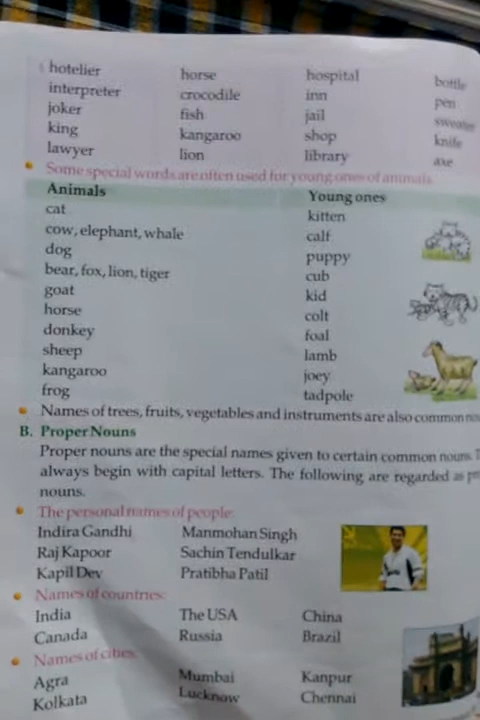 hotelier horse hospital bottle
interpreter crocodile inn pen
joker fish jail sweater
king kangaroo shop knife
lawyer lion library axe
Some special words are often used for young ones of animals.
Animals Young ones
cat kitten
cow, elephant, whale calf
dog puppy
bear, fox, lion, tiger cub
goat kid
horse colt
donkey foal
sheep lamb
kangaroo joey
frog tadpole
Names of trees, fruits, vegetables and instruments are also common
B. Proper Nouns
Proper nouns are the special names given to certain common nouns.
always begin with capital letters. The following are regarded as
nouns.
The personal names of people:
Indira Gandhi Manmohan Singh
Raj Kapoor Sachin Tendulkar
Kapil Dev Pratibha Patil
Names of countries:
India The USA China
Canada Russia Brazil
Names of cities:
Agra Mumbai Kanpur
Kolkata Lucknow Chennai